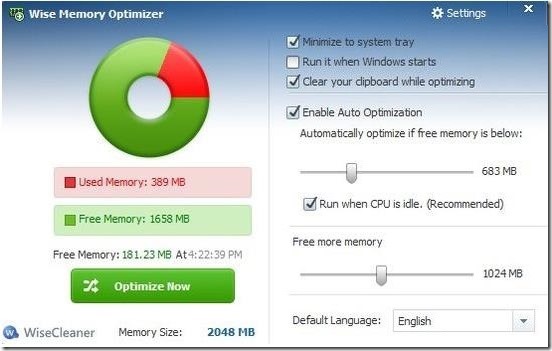 Wise Memory Optimizer
Settings
Used Memory: 389 MB
Free Memory: 1658 MB
Free Memory: 181.23 MB At 4:22:39 PM
Optimize Now
WiseCleaner
Memory Size: 2048 MB
Minimize to system tray
Run it when Windows starts
Clear your clipboard while optimizing
Enable Auto Optimization
Automatically optimize if free memory is below:
683 MB
Run when CPU is idle. (Recommended)
Free more memory
1024 MB
Default Language: English